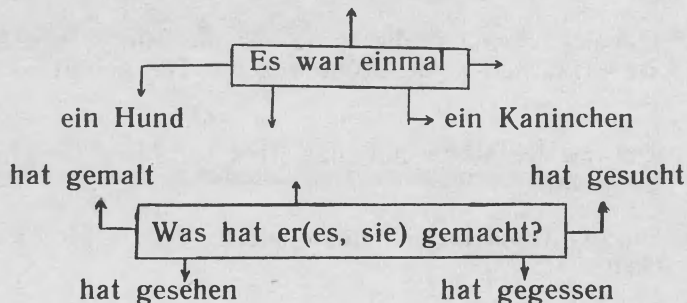 Es war einmal
ein Hund ein Kaninchen
hat gemalt hat gesucht
Was hat er(es, sie) gemacht?
hat gesehen hat gegessen